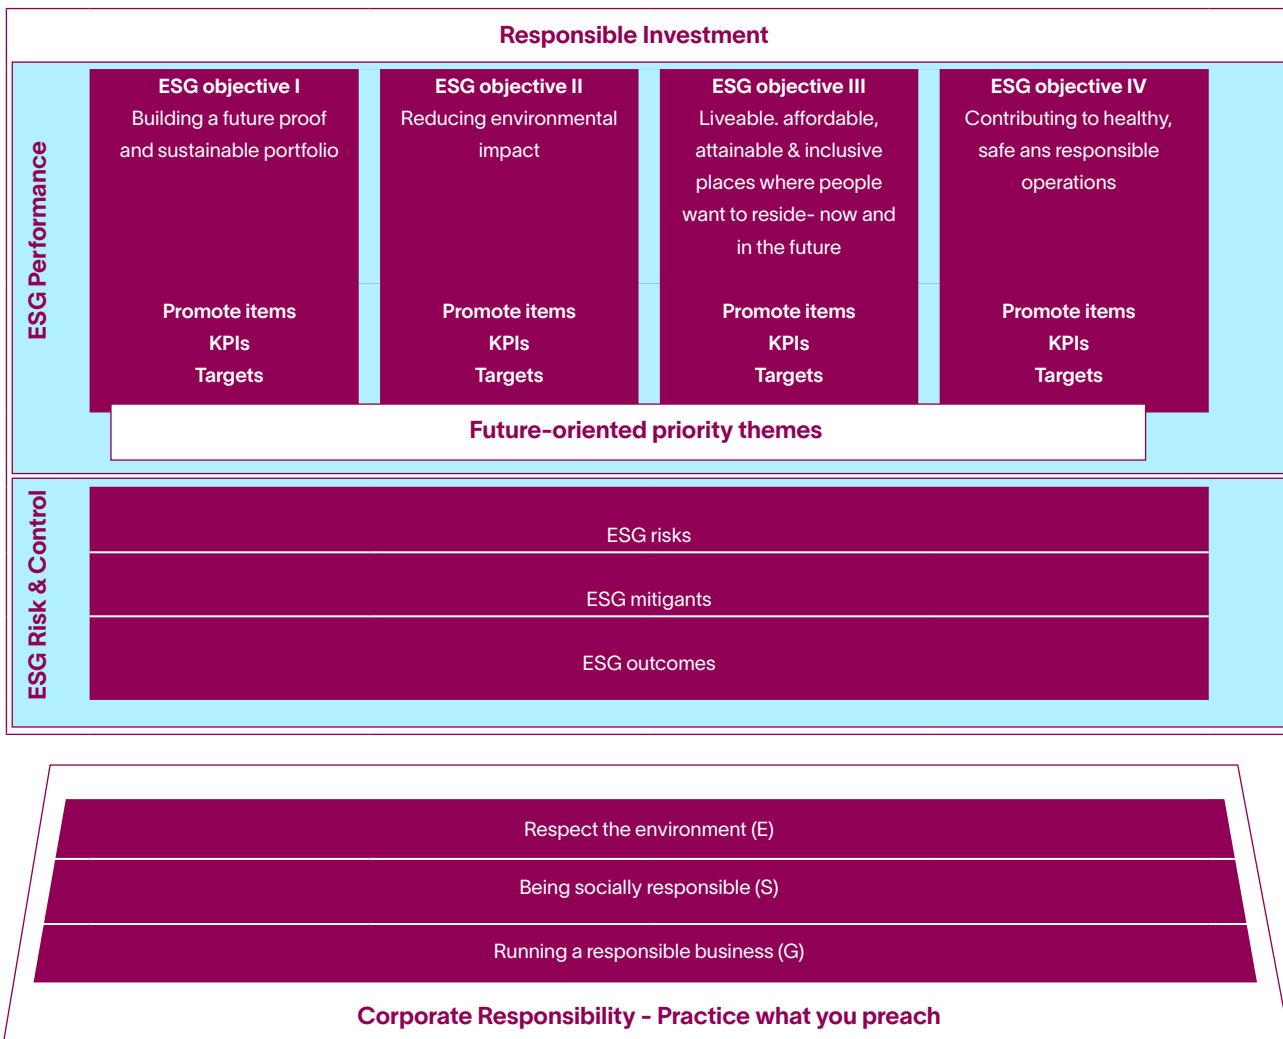 Responsible Investment
ESG Performance
ESG objective I
Building a future proof
and sustainable portfolio
Promote items
KPIs
Targets
ESG objective II
Reducing environmental
impact
Promote items
KPIs
Targets
ESG objective III
Liveable. affordable,
attainable & inclusive
places where people
want to reside- now and
in the future
Promote items
KPIs
Targets
ESG objective IV
Contributing to healthy,
safe ans responsible
operations
Promote items
KPIs
Targets
Future-oriented priority themes
ESG Risk & Control
ESG risks
ESG mitigants
ESG outcomes
Respect the environment (E)
Being socially responsible (S)
Running a responsible business (G)
Corporate Responsibility - Practice what you preach